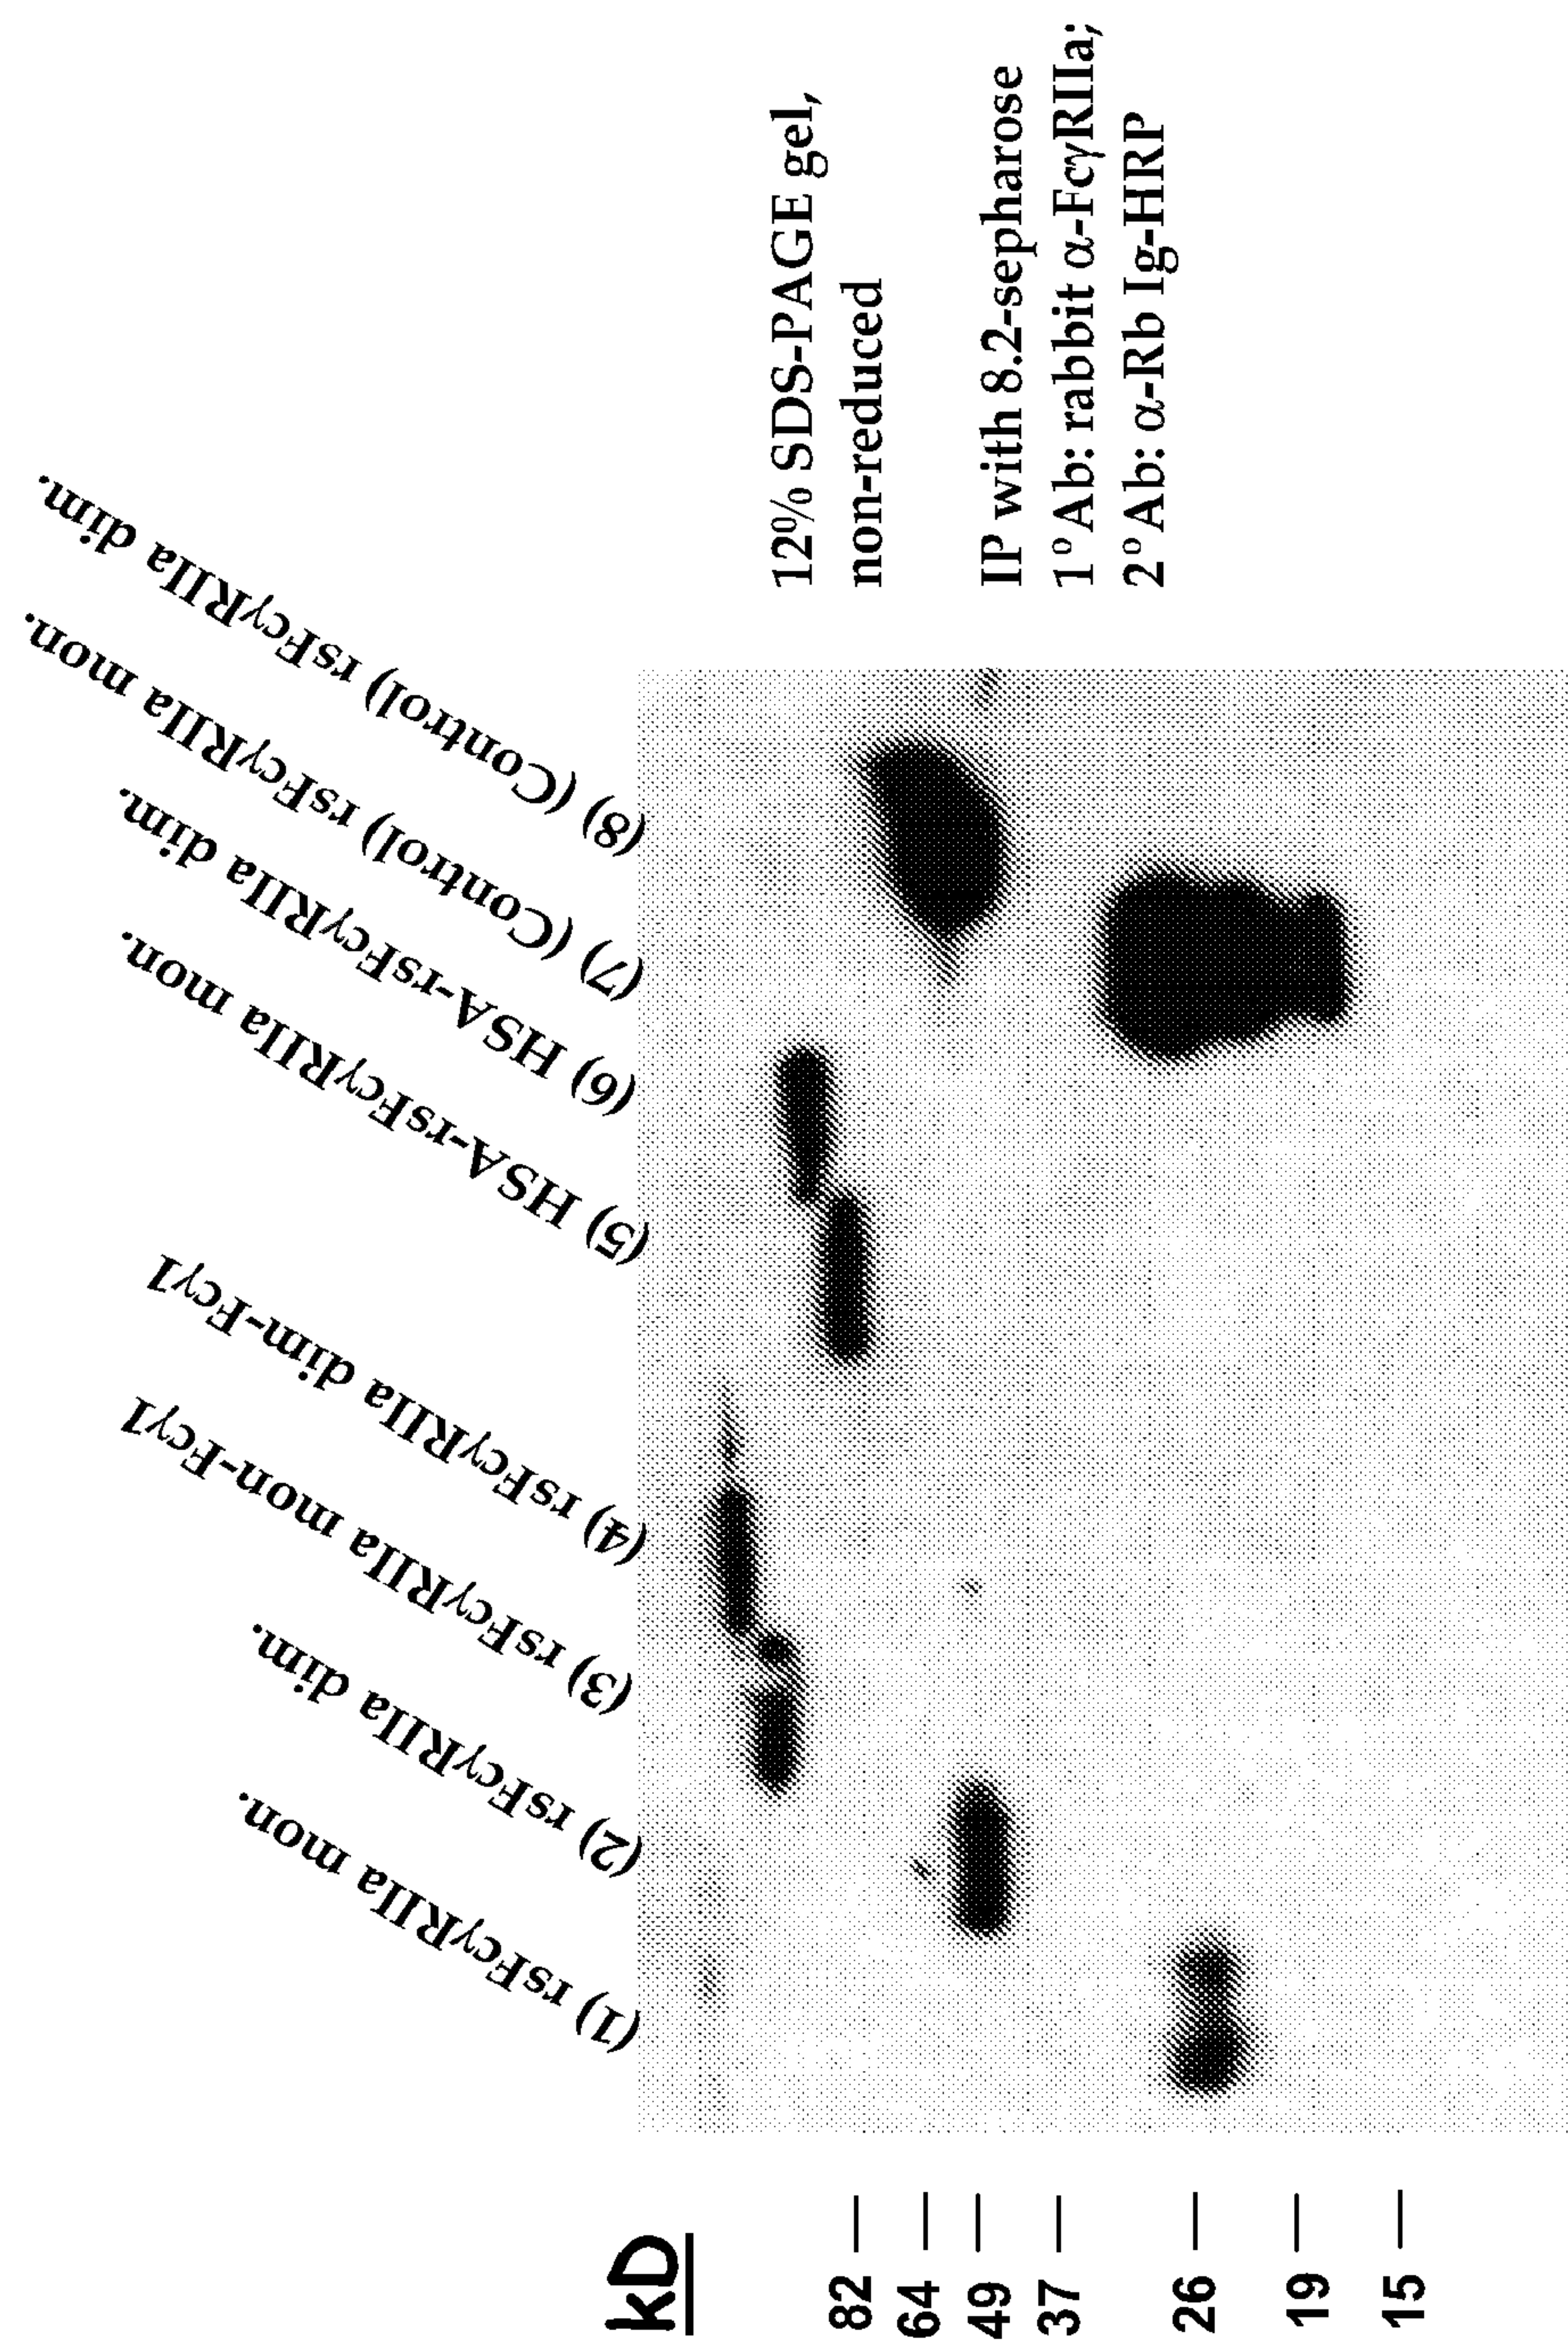 (1) rsFcγRIIa mon.
(2) rsFcγRIIa dim.
(3) rsFcγRIIa mon-Fcγ1
(4) rsFcγRIIa dim-Fcγ1
(5) HSA-rsFcγRIIa mon.
(6) HSA-rsFcγRIIa dim.
(7) (Control) rsFcγRIIa mon.
(8) (Control) rsFcγRIIa dim.
kD
82
64
49
37
26
19
15
12% SDS-PAGE gel,
non-reduced
IP with 8.2-sepharose
1°Ab: rabbit α-FcγRIIa;
2°Ab: α-Rb Ig-HRP